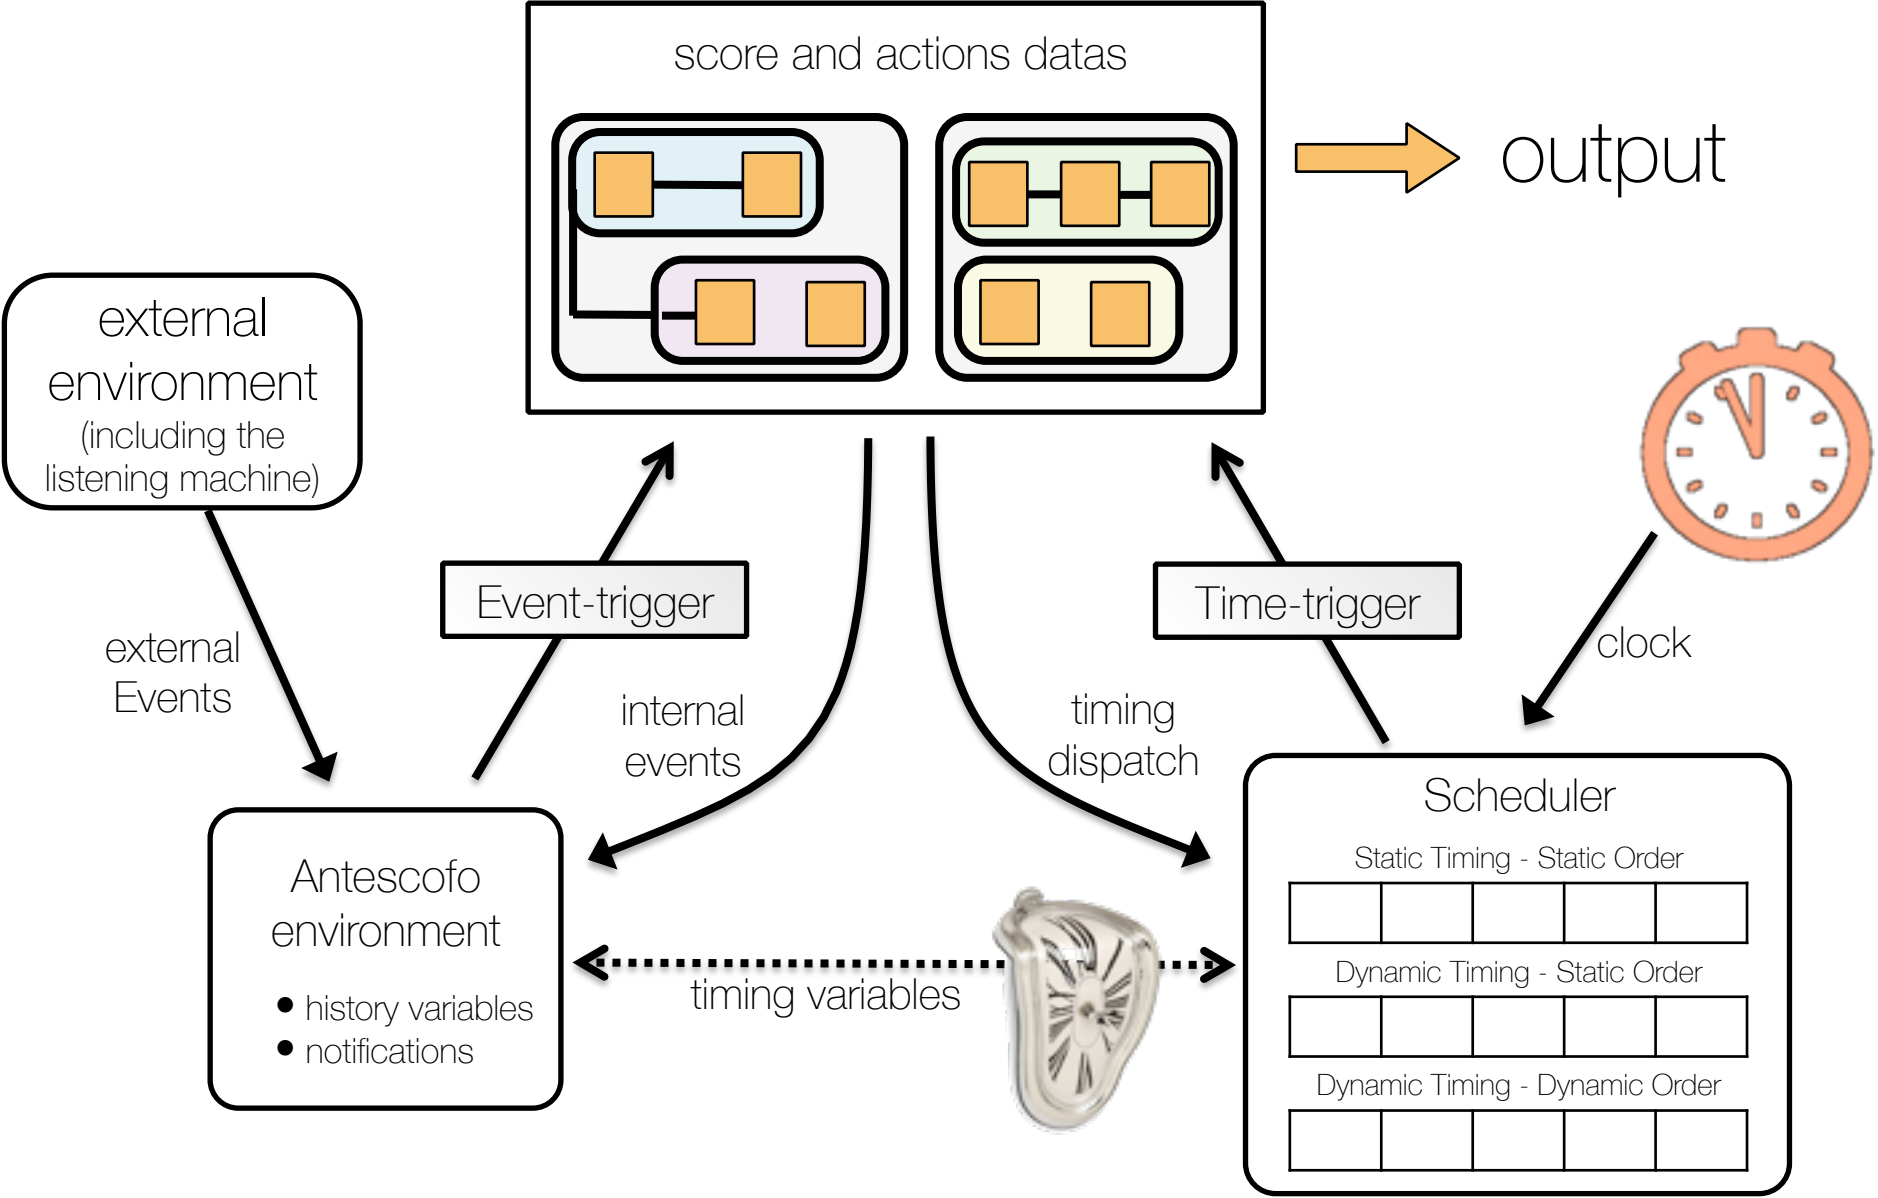 score and actions datas
output
external
environment
(including the
listening machine)
Event-trigger
Time-trigger
external
Events
clock
internal
events
timing
dispatch
Scheduler
Static Timing - Static Order
Dynamic Timing - Static Order
Dynamic Timing - Dynamic Order
Antescofo
environment
• history variables
• notifications
timing variables